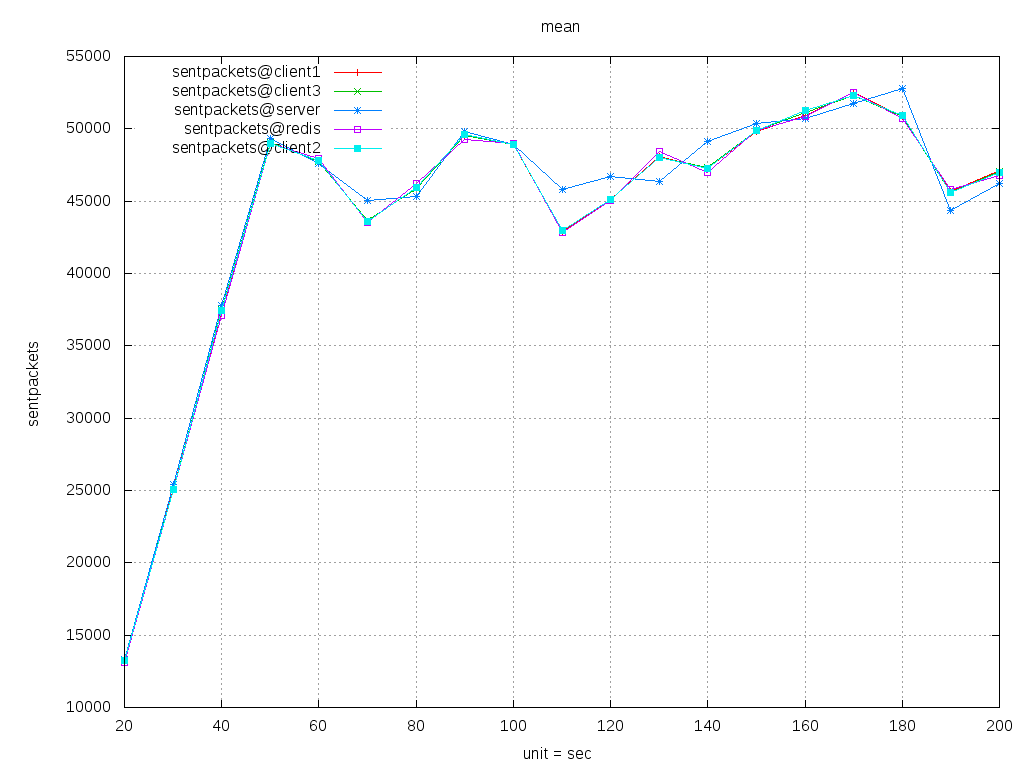 mean
55000
50000
45000
40000
35000
30000
25000
20000
15000
10000
sentpackets
sentpackets@client1
sentpackets@client3
sentpackets@server
sentpackets@redis
sentpackets@client2
20 40 60 80 100 120 140 160 180 200
unit = sec